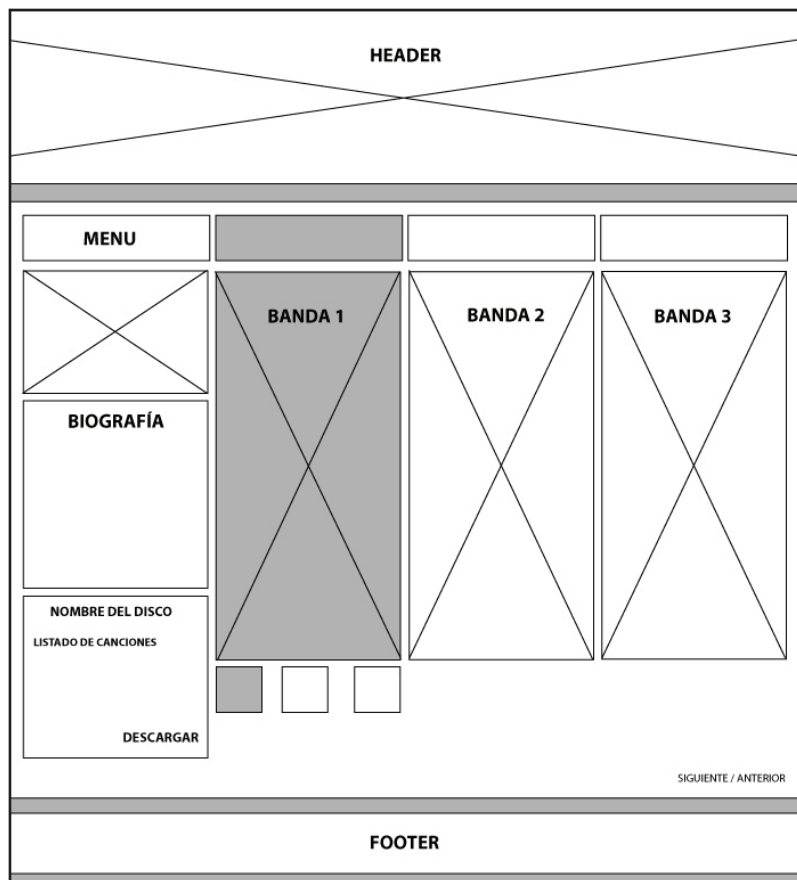 HEADER
MENU
BANDA 1
BANDA 2
BANDA 3
BIOGRAFÍA
NOMBRE DEL DISCO
LISTADO DE CANCIONES
DESCARGAR
SIGUIENTE / ANTERIOR
FOOTER